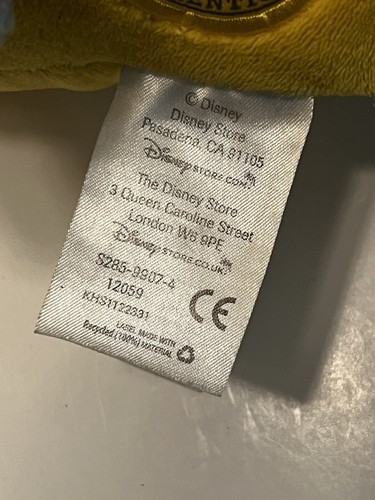 © Disney
Disney Store
Pasadena, CA 91105
DISNEYSTORE.COM
The Disney Store
3 Queen Caroline Street
London W6 9PE
DISNEYSTORE.CO.UK
S285-9907-4
12059
KHS1122391
CE
LABEL MADE WITH
Recycled (100%) MATERIAL